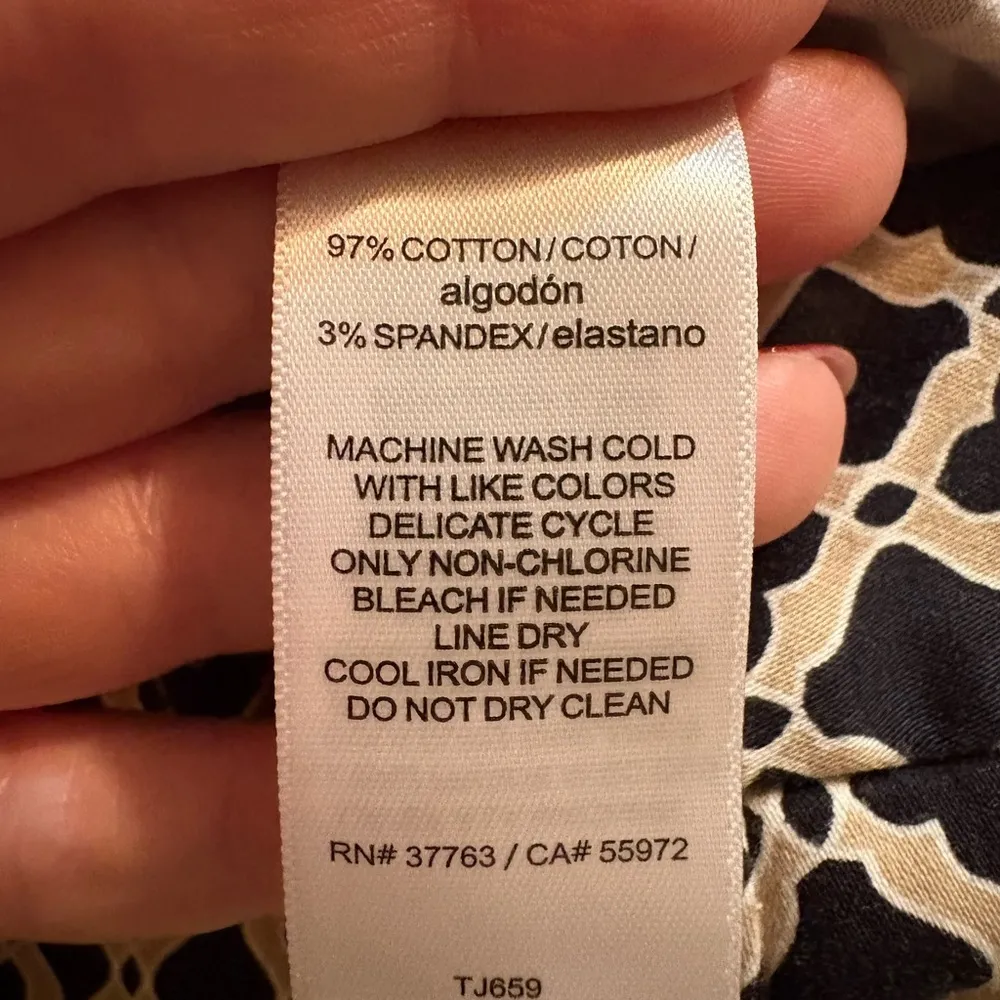 97% COTTON/COTON/
algodón
3% SPANDEX/elastano
MACHINE WASH COLD
WITH LIKE COLORS
DELICATE CYCLE
ONLY NON-CHLORINE
BLEACH IF NEEDED
LINE DRY
COOL IRON IF NEEDED
DO NOT DRY CLEAN
RN# 37763 / CA# 55972
TJ659